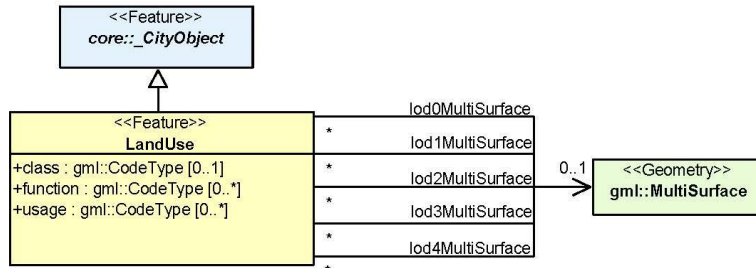 <<Feature>>
core::_CityObject
<<Feature>>
LandUse
+class : gml::CodeType [0..1]
+function : gml::CodeType [0..*]
+usage : gml::CodeType [0..*]
lod0MultiSurface
*
lod1MultiSurface
*
lod2MultiSurface
*
lod3MultiSurface
*
lod4MultiSurface
*
0..1
<<Geometry>>
gml::MultiSurface